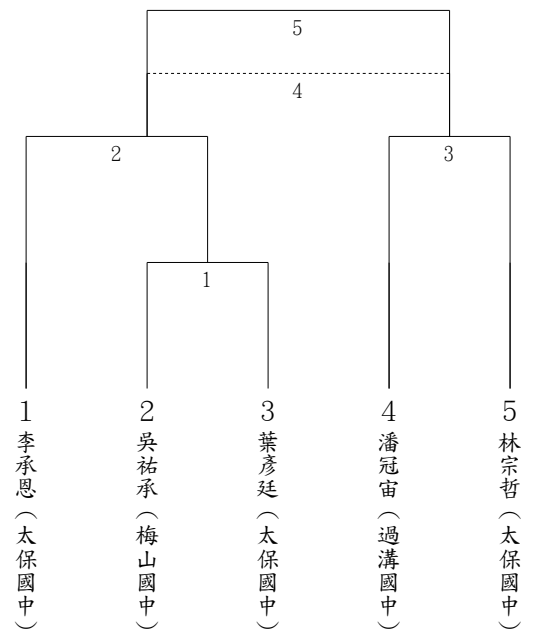 5
4
2
3
1
1 李承恩（太保國中）
2 吳祐承（梅山國中）
3 葉彥廷（太保國中）
4 潘冠宙（過溝國中）
5 林宗哲（太保國中）